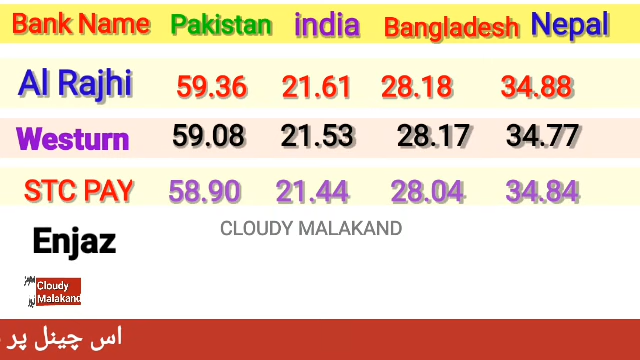 Bank Name Pakistan india Bangladesh Nepal
Al Rajhi 59.36 21.61 28.18 34.88
Westurn 59.08 21.53 28.17 34.77
STC PAY 58.90 21.44 28.04 34.84
Enjaz CLOUDY MALAKAND
Cloudy
Malakand
اس چینل پر